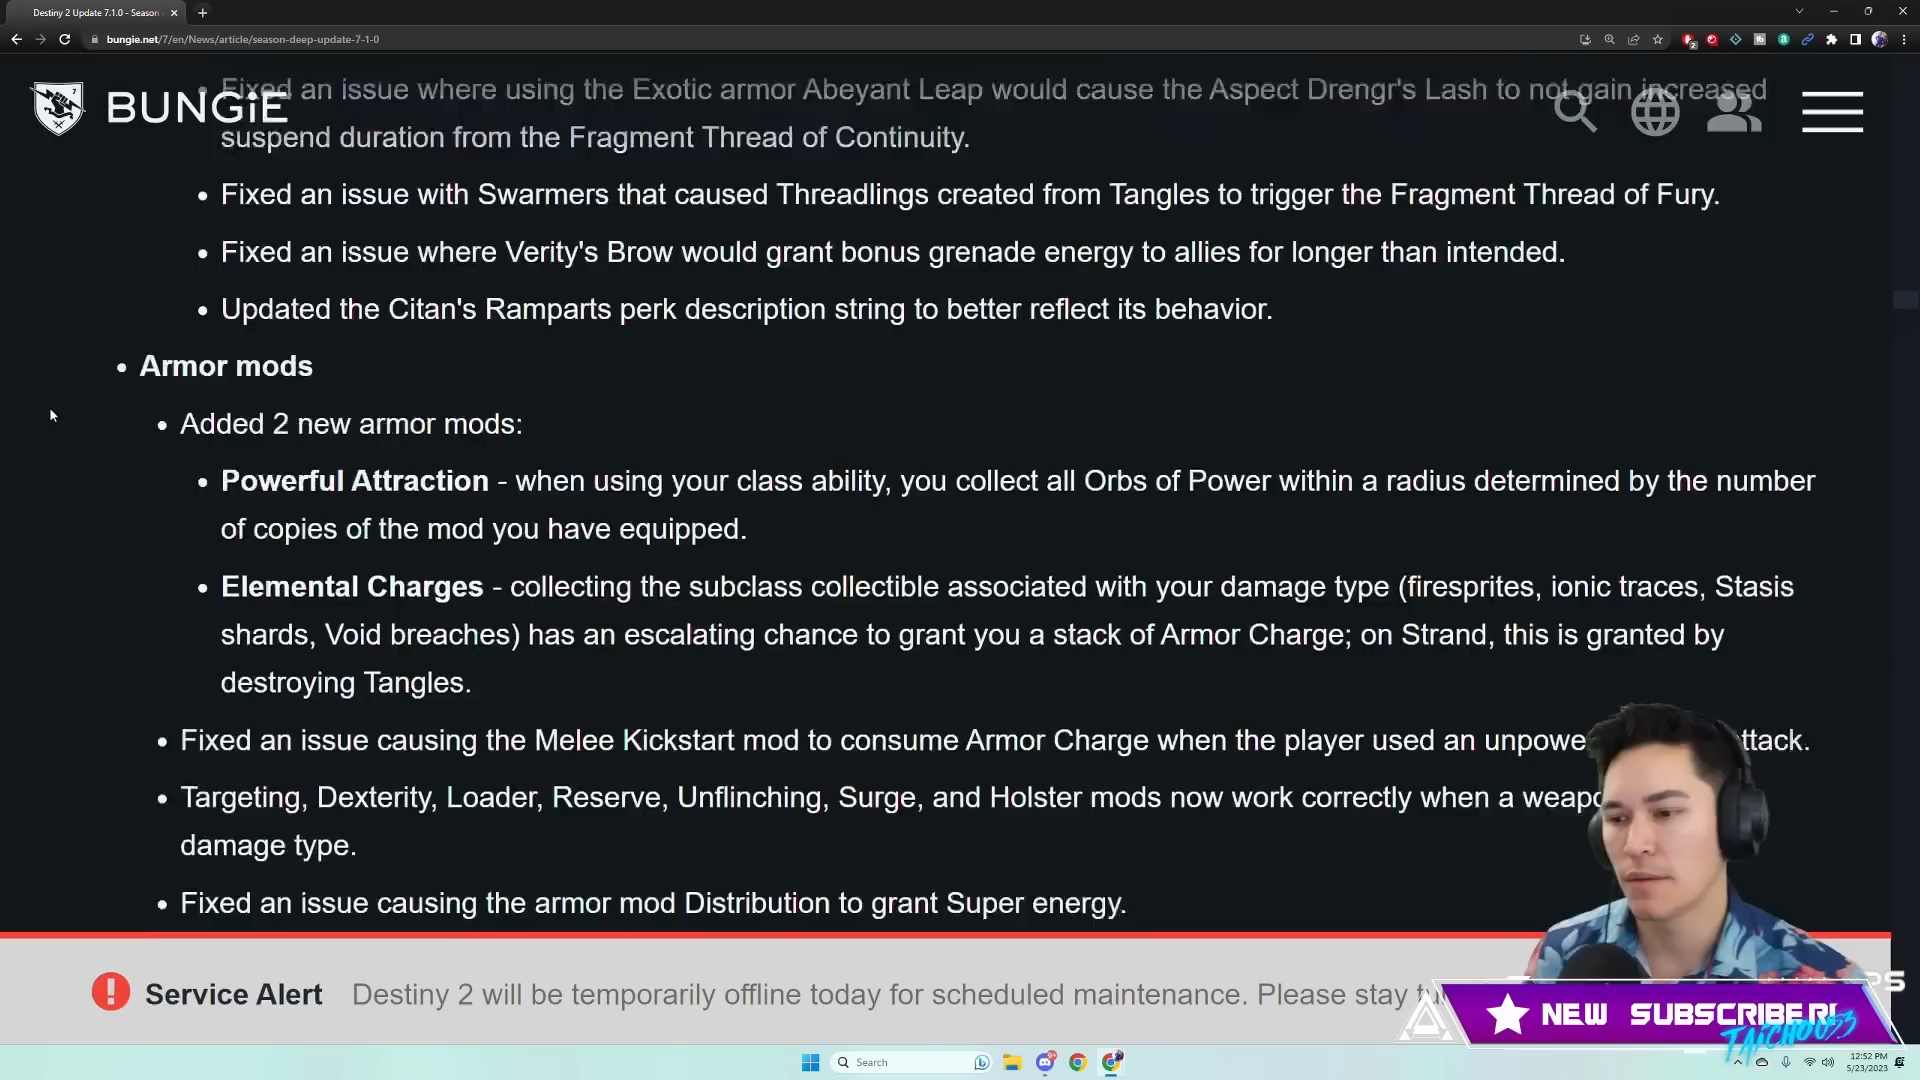 Destiny 2 Update 7.1.0 - Season
bungie.net/7/en/News/article/season-deep-update-7-1-0
BUNGiE
Fixed an issue where using the Exotic armor Abeyant Leap would cause the Aspect Drengr's Lash to not gain increased
suspend duration from the Fragment Thread of Continuity.
Fixed an issue with Swarmers that caused Threadlings created from Tangles to trigger the Fragment Thread of Fury.
Fixed an issue where Verity's Brow would grant bonus grenade energy to allies for longer than intended.
Updated the Citan's Ramparts perk description string to better reflect its behavior.
Armor mods
Added 2 new armor mods:
Powerful Attraction - when using your class ability, you collect all Orbs of Power within a radius determined by the number
of copies of the mod you have equipped.
Elemental Charges - collecting the subclass collectible associated with your damage type (firesprites, ionic traces, Stasis
shards, Void breaches) has an escalating chance to grant you a stack of Armor Charge; on Strand, this is granted by
destroying Tangles.
Fixed an issue causing the Melee Kickstart mod to consume Armor Charge when the player used an unpowe ttack.
Targeting, Dexterity, Loader, Reserve, Unflinching, Surge, and Holster mods now work correctly when a weapo
damage type.
Fixed an issue causing the armor mod Distribution to grant Super energy.
Service Alert Destiny 2 will be temporarily offline today for scheduled maintenance. Please stay
NEW SUBSCRIBER!
TAICHOU53
Search
12:52 PM
5/23/2023